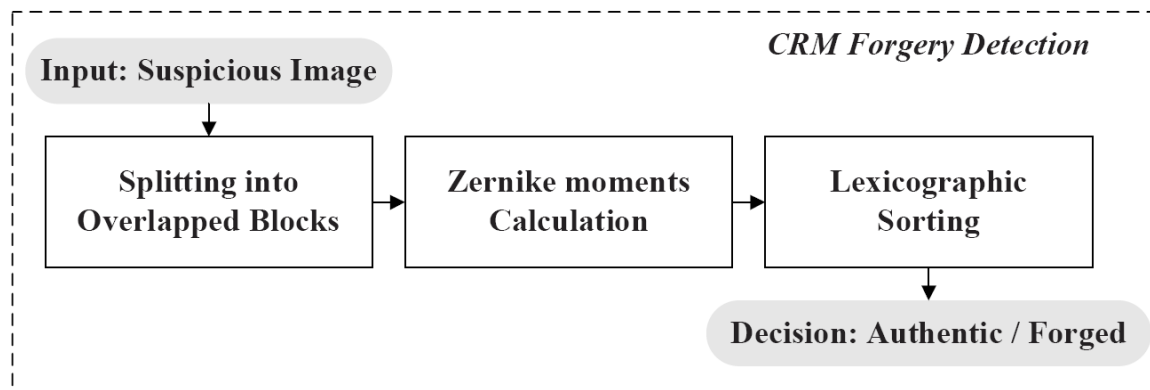 CRM Forgery Detection
Input: Suspicious Image
Splitting into
Overlapped Blocks
Zernike moments
Calculation
Lexicographic
Sorting
Decision: Authentic / Forged